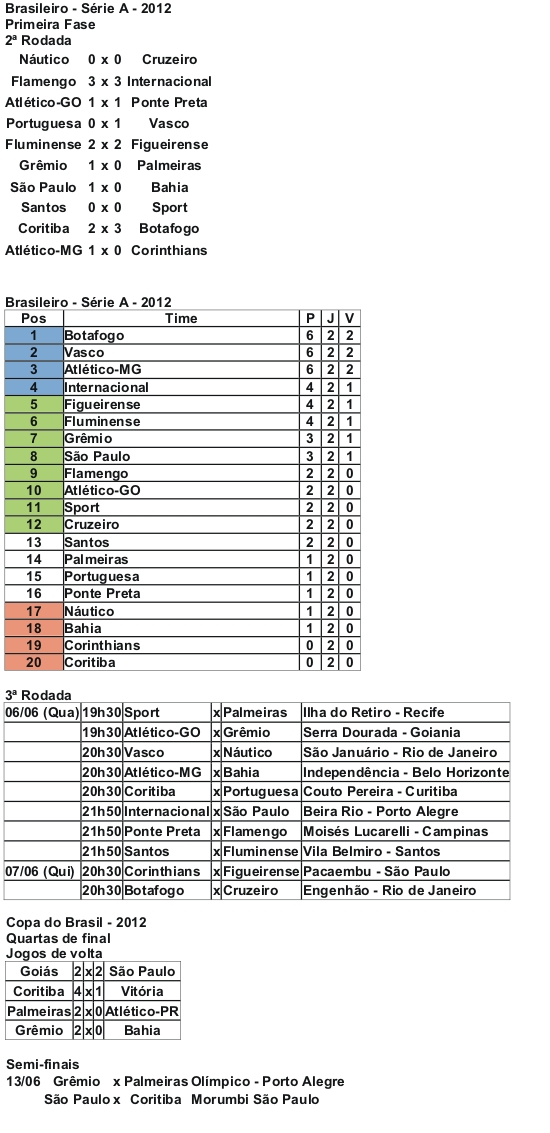 Brasileiro - Série A - 2012
Primeira Fase
2ª Rodada
Náutico 0 x 0 Cruzeiro
Flamengo 3 x 3 Internacional
Atlético-GO 1 x 1 Ponte Preta
Portuguesa 0 x 1 Vasco
Fluminense 2 x 2 Figueirense
Grêmio 1 x 0 Palmeiras
São Paulo 1 x 0 Bahia
Santos 0 x 0 Sport
Coritiba 2 x 3 Botafogo
Atlético-MG 1 x 0 Corinthians
Brasileiro - Série A - 2012
Pos Time P J V
1 Botafogo 6 2 2
2 Vasco 6 2 2
3 Atlético-MG 6 2 2
4 Internacional 4 2 1
5 Figueirense 4 2 1
6 Fluminense 4 2 1
7 Grêmio 3 2 1
8 São Paulo 3 2 1
9 Flamengo 2 2 0
10 Atlético-GO 2 2 0
11 Sport 2 2 0
12 Cruzeiro 2 2 0
13 Santos 2 2 0
14 Palmeiras 1 2 0
15 Portuguesa 1 2 0
16 Ponte Preta 1 2 0
17 Náutico 1 2 0
18 Bahia 1 2 0
19 Corinthians 0 2 0
20 Coritiba 0 2 0
3ª Rodada
06/06 (Qua) 19h30 Sport x Palmeiras Ilha do Retiro - Recife
19h30 Atlético-GO x Grêmio Serra Dourada - Goiania
20h30 Vasco x Náutico São Januário - Rio de Janeiro
20h30 Atlético-MG x Bahia Independência - Belo Horizonte
20h30 Coritiba x Portuguesa Couto Pereira - Curitiba
21h50 Internacional x São Paulo Beira Rio - Porto Alegre
21h50 Ponte Preta x Flamengo Moisés Lucarelli - Campinas
21h50 Santos x Fluminense Vila Belmiro - Santos
07/06 (Qui) 20h30 Corinthians x Figueirense Pacaembu - São Paulo
20h30 Botafogo x Cruzeiro Engenhão - Rio de Janeiro
Copa do Brasil - 2012
Quartas de final
Jogos de volta
Goiás 2 x 2 São Paulo
Coritiba 4 x 1 Vitória
Palmeiras 2 x 0 Atlético-PR
Grêmio 2 x 0 Bahia
Semi-finais
13/06 Grêmio x Palmeiras Olímpico - Porto Alegre
São Paulo x Coritiba Morumbi São Paulo